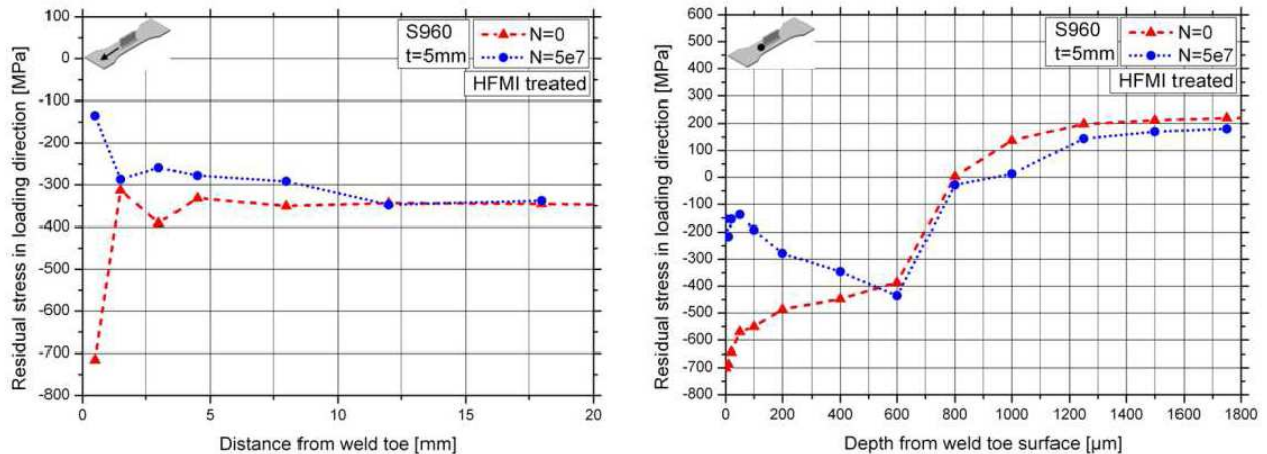 100
0
-100
-200
-300
-400
-500
-600
-700
-800
Residual stress in loading direction [MPa]
S960
t=5mm
N=0
N=5e7
HFMI treated
0
5
10
15
20
Distance from weld toe [mm]
600
500
400
300
200
100
0
-100
-200
-300
-400
-500
-600
-700
-800
Residual stress in loading direction [MPa]
S960
t=5mm
N=0
N=5e7
HFMI treated
0
200
400
600
800
1000
1200
1400
1600
1800
Depth from weld toe surface [µm]